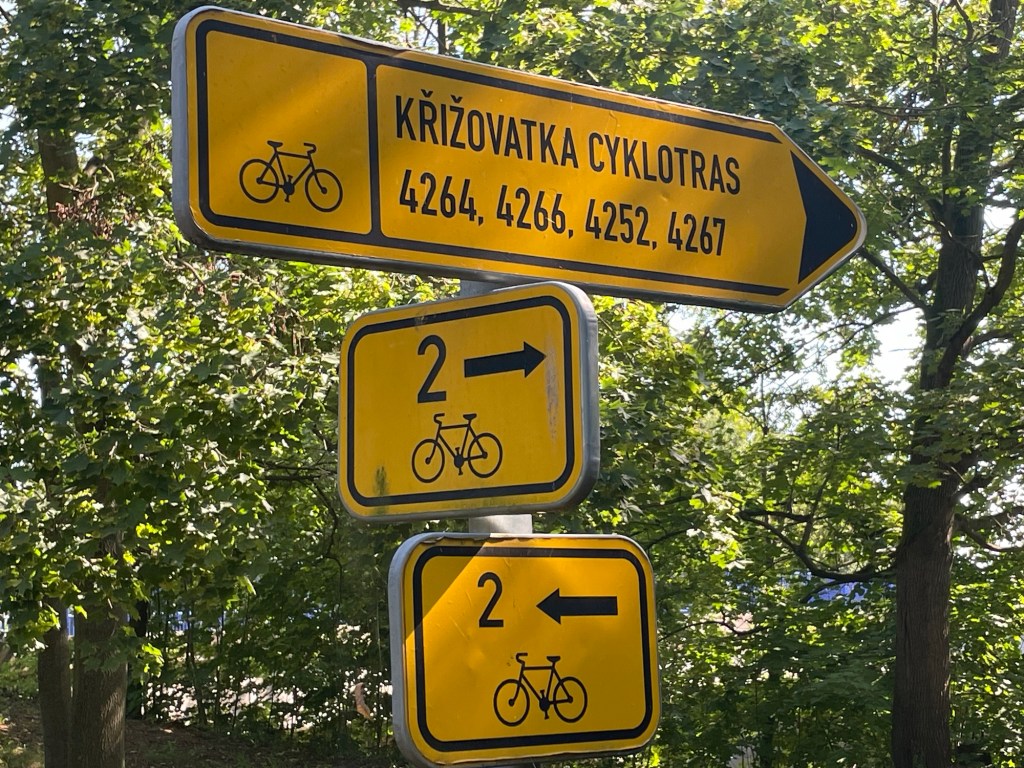 KŘIŽOVATKA CYKLOTRAS
4264, 4266, 4252, 4267
2
2